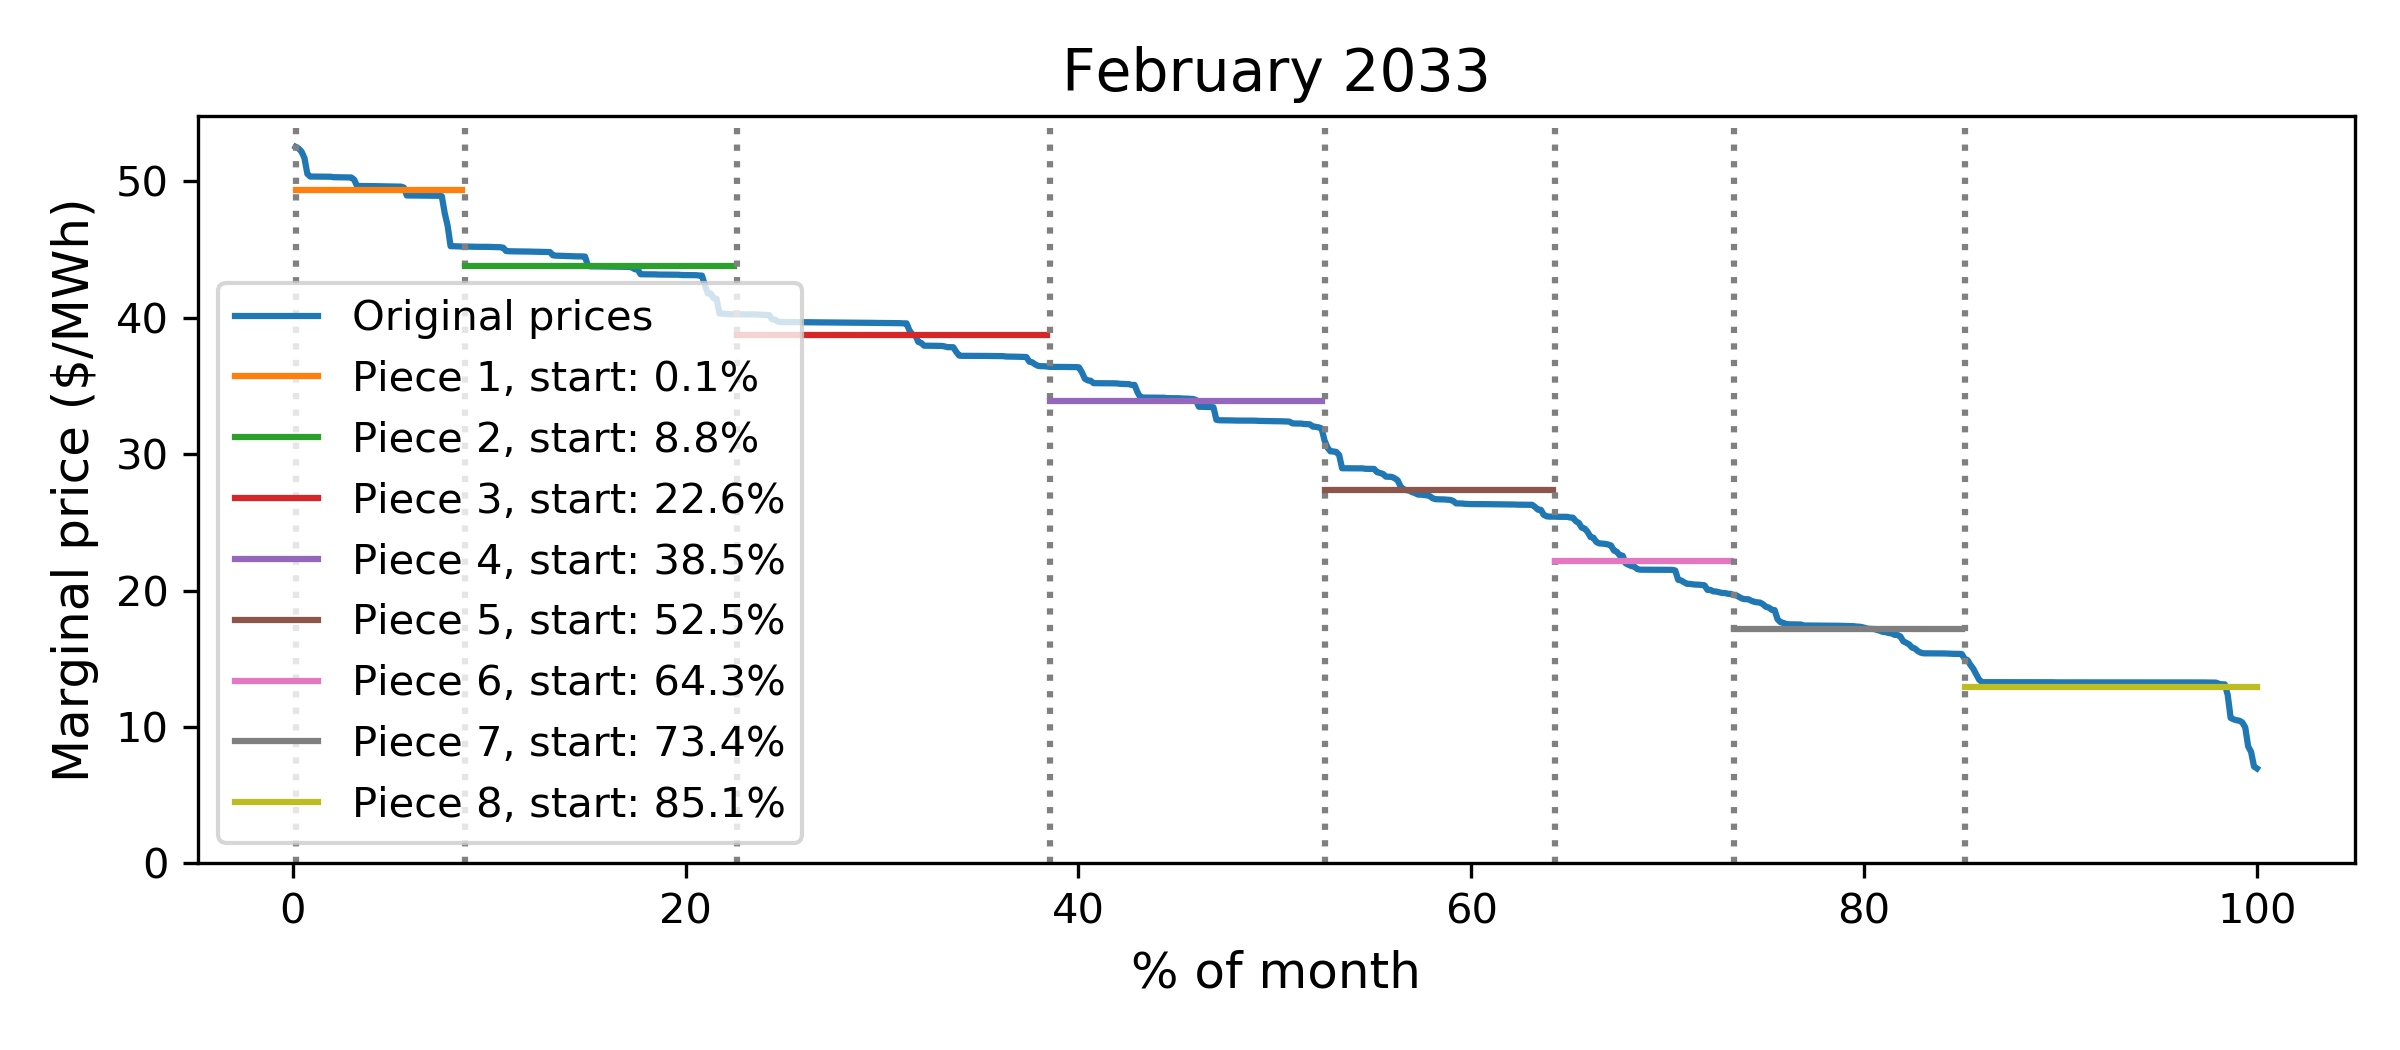 February 2033
Marginal price ($/MWh)
50
40
30
20
10
0
Original prices
Piece 1, start: 0.1%
Piece 2, start: 8.8%
Piece 3, start: 22.6%
Piece 4, start: 38.5%
Piece 5, start: 52.5%
Piece 6, start: 64.3%
Piece 7, start: 73.4%
Piece 8, start: 85.1%
0 20 40 60 80 100
% of month